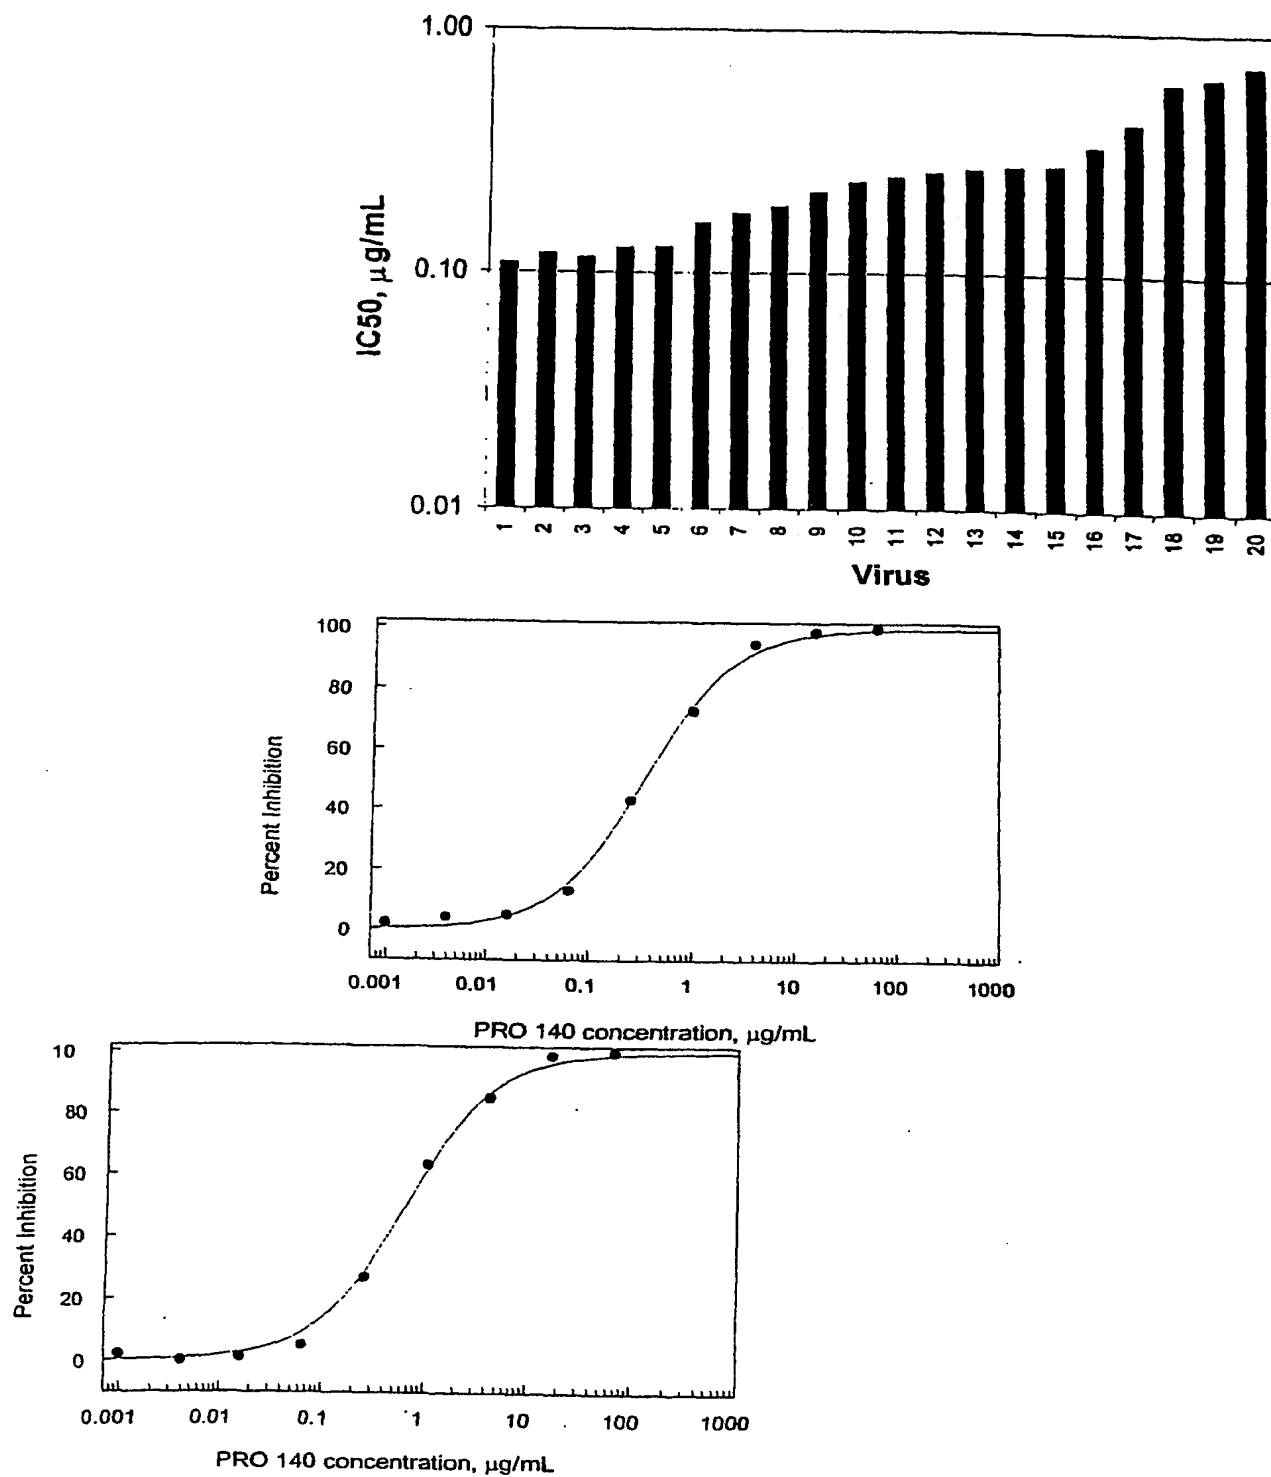 1.00
0.10
0.01
IC50, µg/mL
1 2 3 4 5 6 7 8 9 10 11 12 13 14 15 16 17 18 19 20
Virus
100
80
60
40
20
0
Percent Inhibition
0.001 0.01 0.1 1 10 100 1000
PRO 140 concentration, µg/mL
10
80
60
40
20
0
Percent Inhibition
0.001 0.01 0.1 1 10 100 1000
PRO 140 concentration, µg/mL